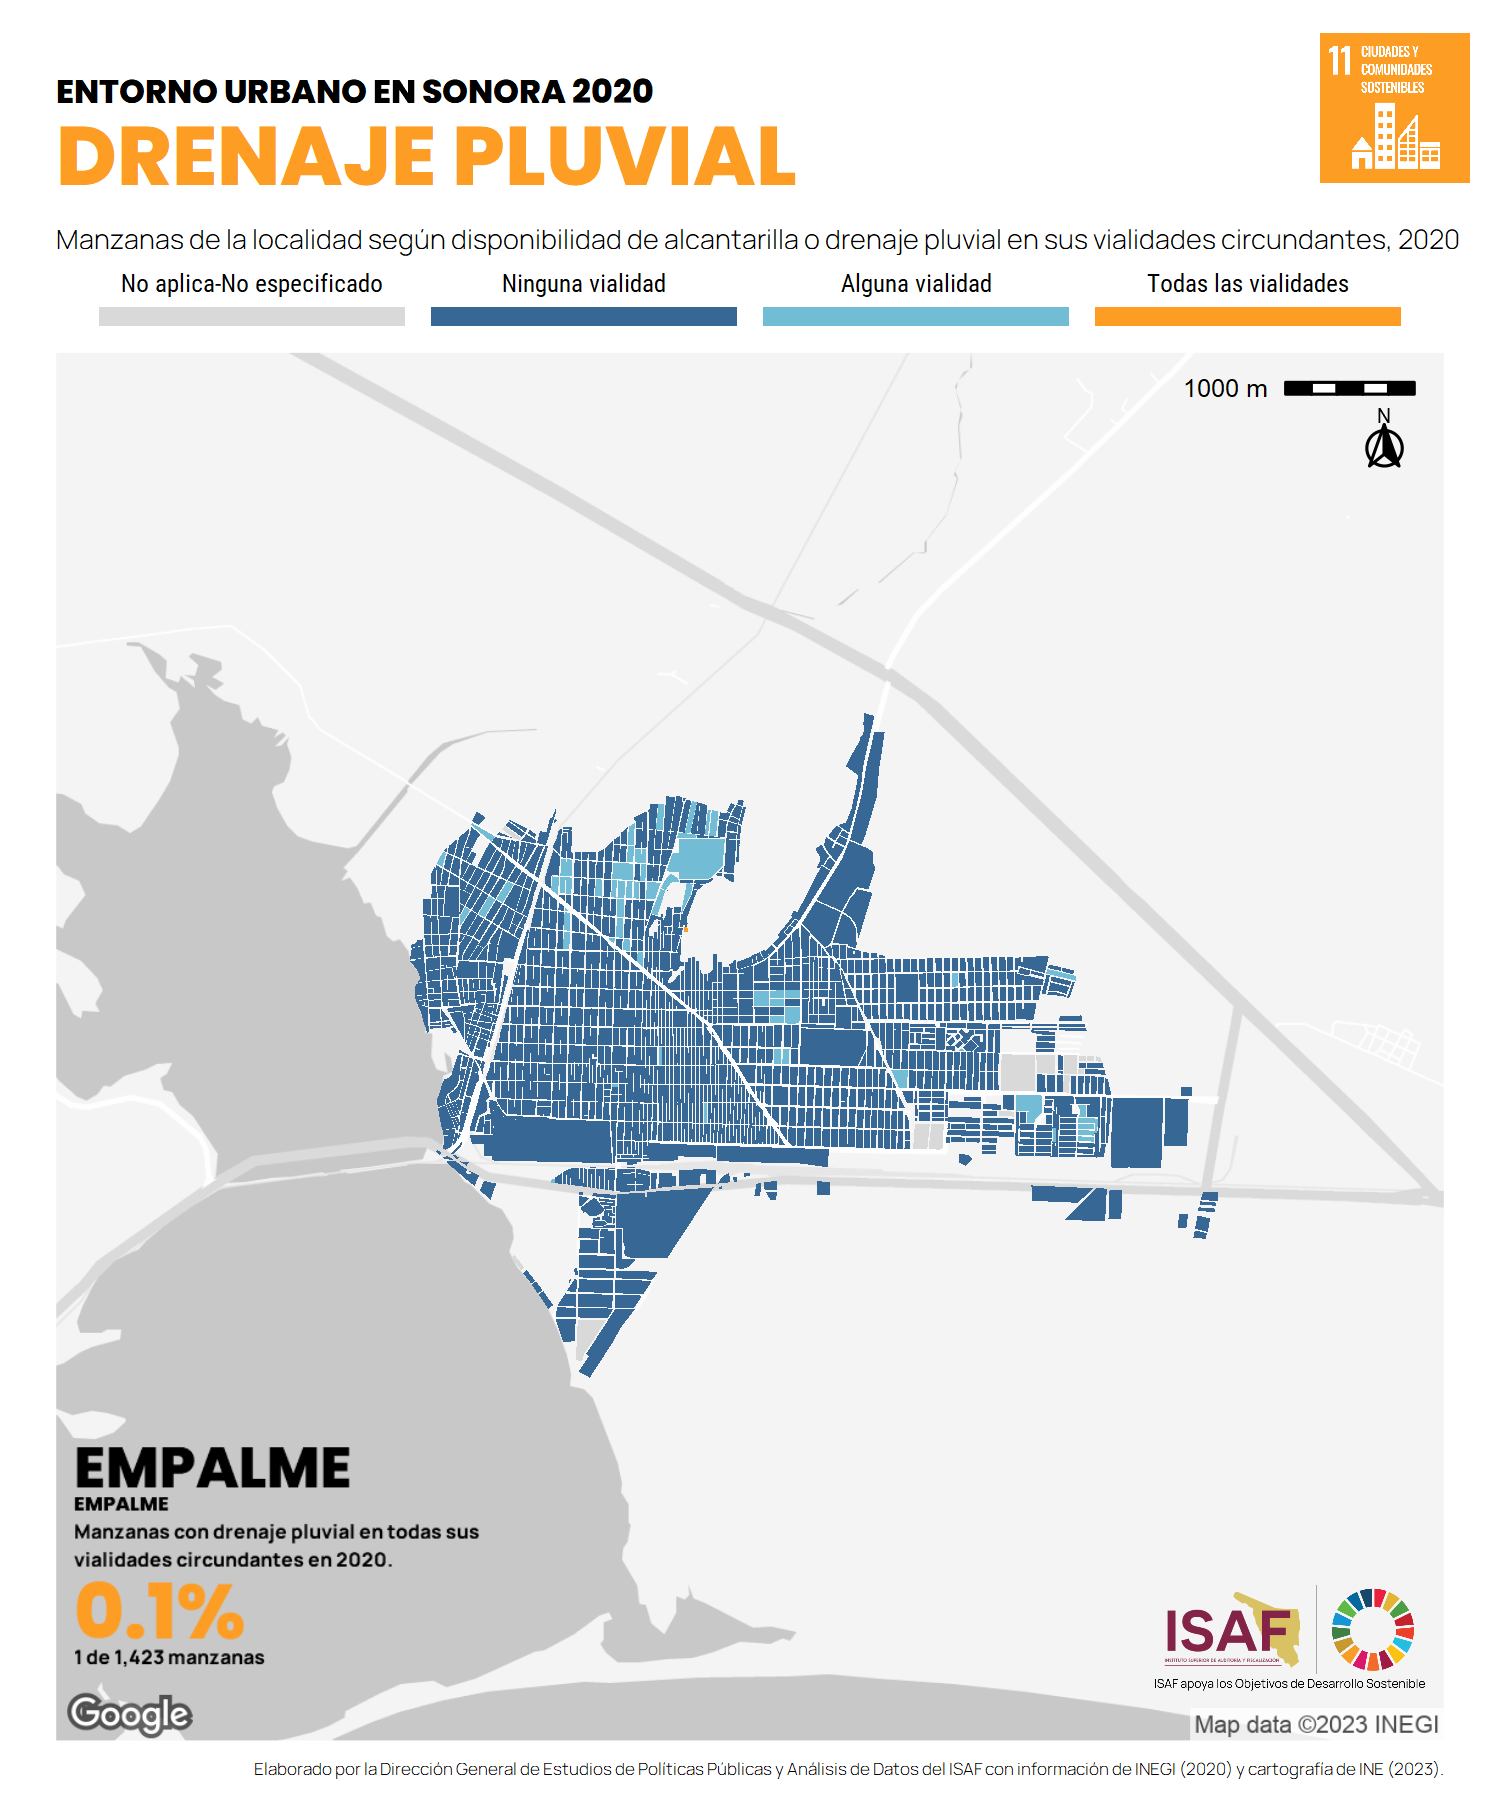 11 CIUDADES Y
COMUNIDADES
SOSTENIBLES
ENTORNO URBANO EN SONORA 2020
DRENAJE PLUVIAL
Manzanas de la localidad según disponibilidad de alcantarilla o drenaje pluvial en sus vialidades circundantes, 2020
No aplica-No especificado Ninguna vialidad Alguna vialidad Todas las vialidades
1000 m
N
EMPALME
EMPALME
Manzanas con drenaje pluvial en todas sus
vialidades circundantes en 2020.
0.1%
1 de 1,423 manzanas
Google
ISAF
INSTITUTO SUPERIOR DE AUDITORÍA Y FISCALIZACIÓN
ISAF apoya los Objetivos de Desarrollo Sostenible
Map data ©2023 INEGI
Elaborado por la Dirección General de Estudios de Políticas Públicas y Análisis de Datos del ISAF con información de INEGI (2020) y cartografía de INE (2023).